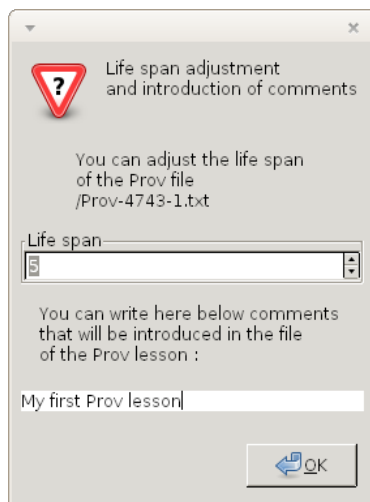 ?
Life span adjustment
and introduction of comments
You can adjust the life span
of the Prov file
/Prov-4743-1.txt
Life span
5
You can write here below comments
that will be introduced in the file
of the Prov lesson :
My first Prov lesson
OK